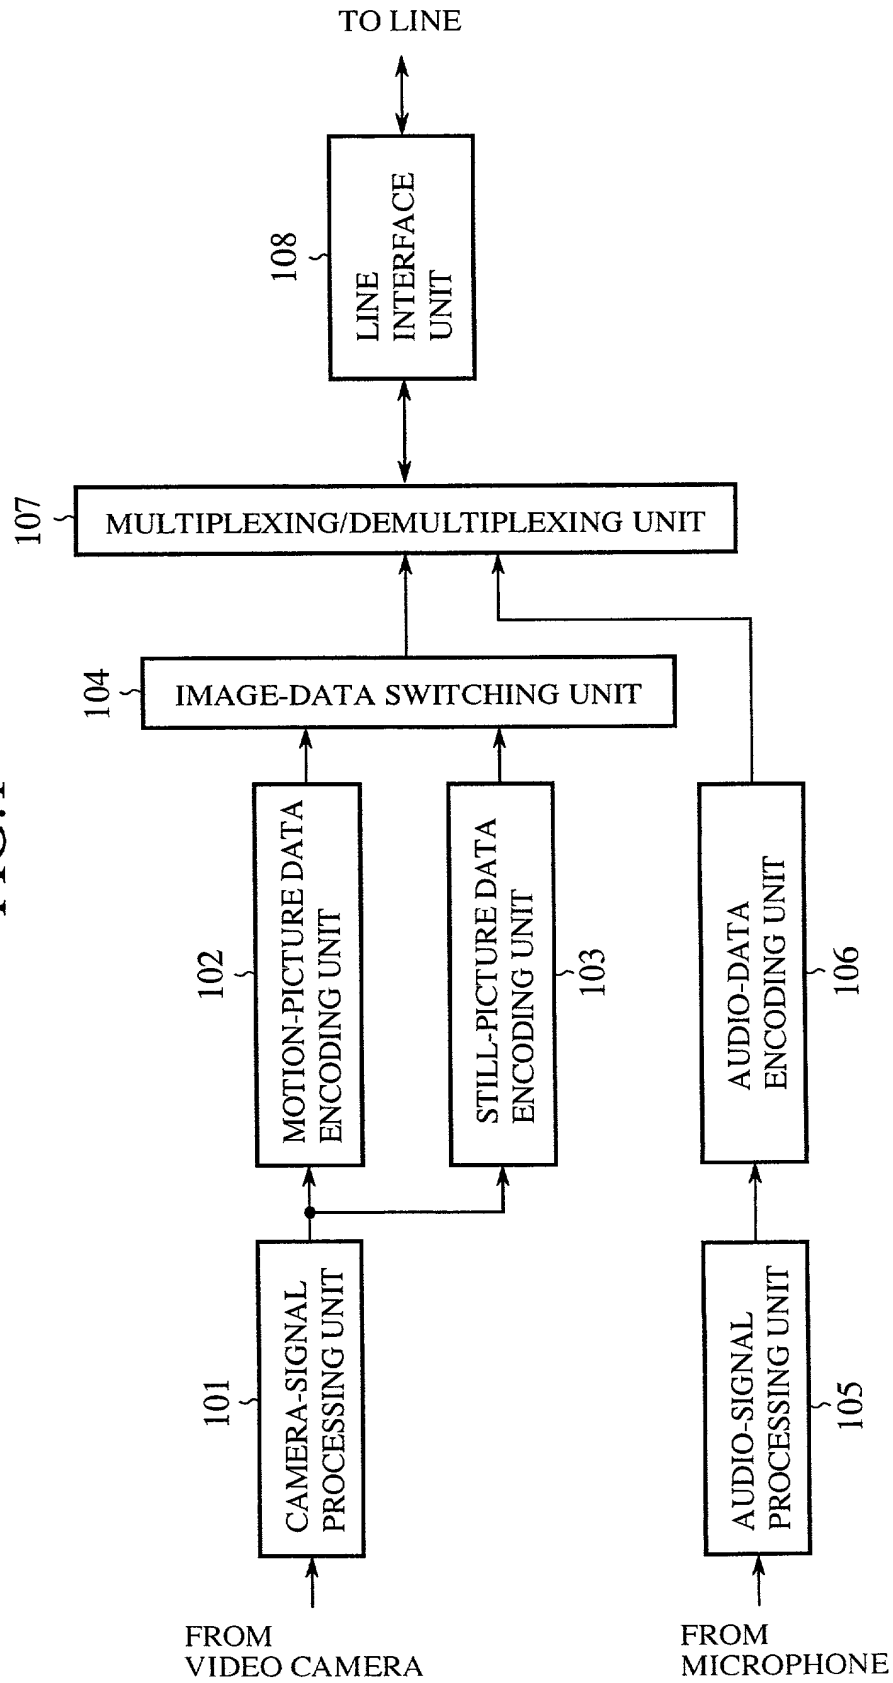 TO LINE
108
LINE
INTERFACE
UNIT
107
MULTIPLEXING/DEMULTIPLEXING UNIT
104
IMAGE-DATA SWITCHING UNIT
102
MOTION-PICTURE DATA
ENCODING UNIT
STILL-PICTURE DATA
ENCODING UNIT
103
AUDIO-DATA
ENCODING UNIT
106
101
CAMERA-SIGNAL
PROCESSING UNIT
AUDIO-SIGNAL
PROCESSING UNIT
105
FROM
VIDEO CAMERA
FROM
MICROPHONE